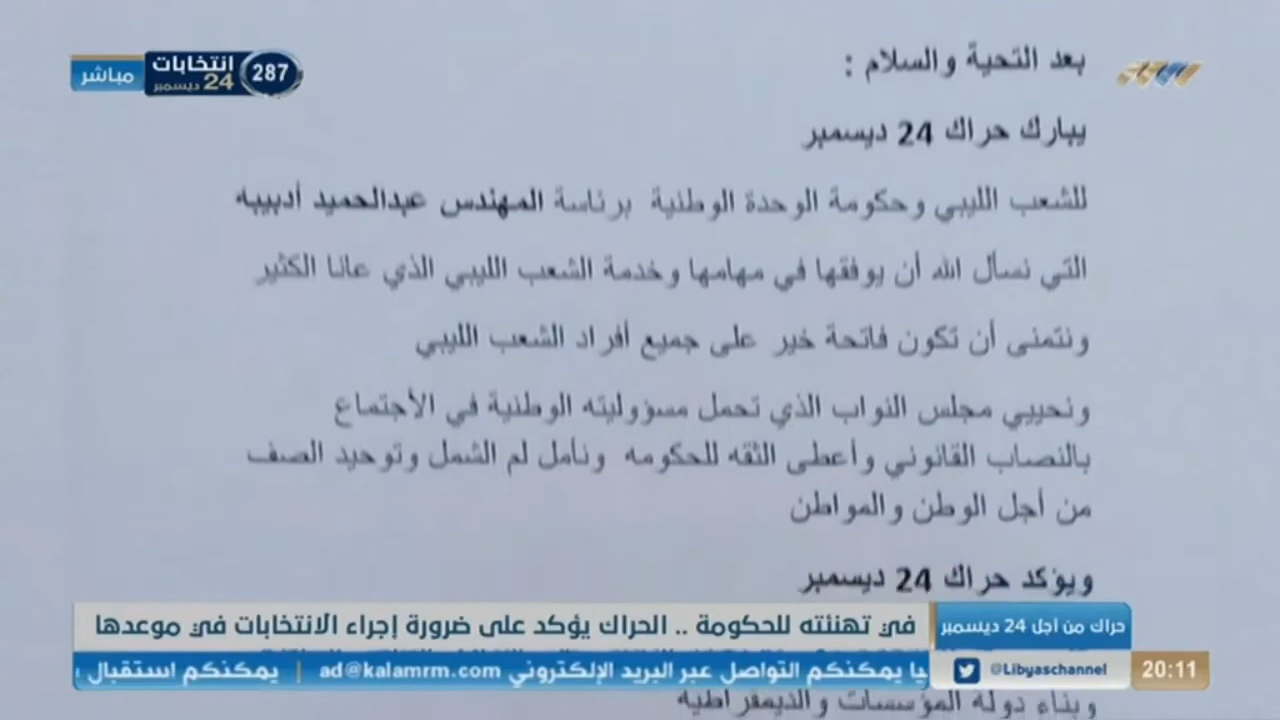 انتخابات
24 ديسمبر
287
مباشر
بعد التحية والسلام :
يبارك حراك 24 ديسمبر
للشعب الليبي وحكومة الوحدة الوطنية برئاسة المهندس عبدالحميد أدبيبه
التي نسأل الله أن يوفقها في مهامها وخدمة الشعب الليبي الذي عانا الكثير
ونتمنى أن تكون فاتحة خير على جميع أفراد الشعب الليبي
ونحيي مجلس النواب الذي تحمل مسؤوليته الوطنية في الأجتماع
بالنصاب القانوني وأعطى الثقه للحكومه ونأمل لم الشمل وتوحيد الصف
من أجل الوطن والمواطن
ويؤكد حراك 24 ديسمبر
حراك من أجل 24 ديسمبر
في تهنئته للحكومة .. الحراك يؤكد على ضرورة إجراء الانتخابات في موعدها
20:11
@Libyaschannel
يا يمكنكم التواصل عبر البريد الإلكتروني ad@kalamrm.com | يمكنكم استقبال
وبناء دولة المؤسسات والديمقراطية